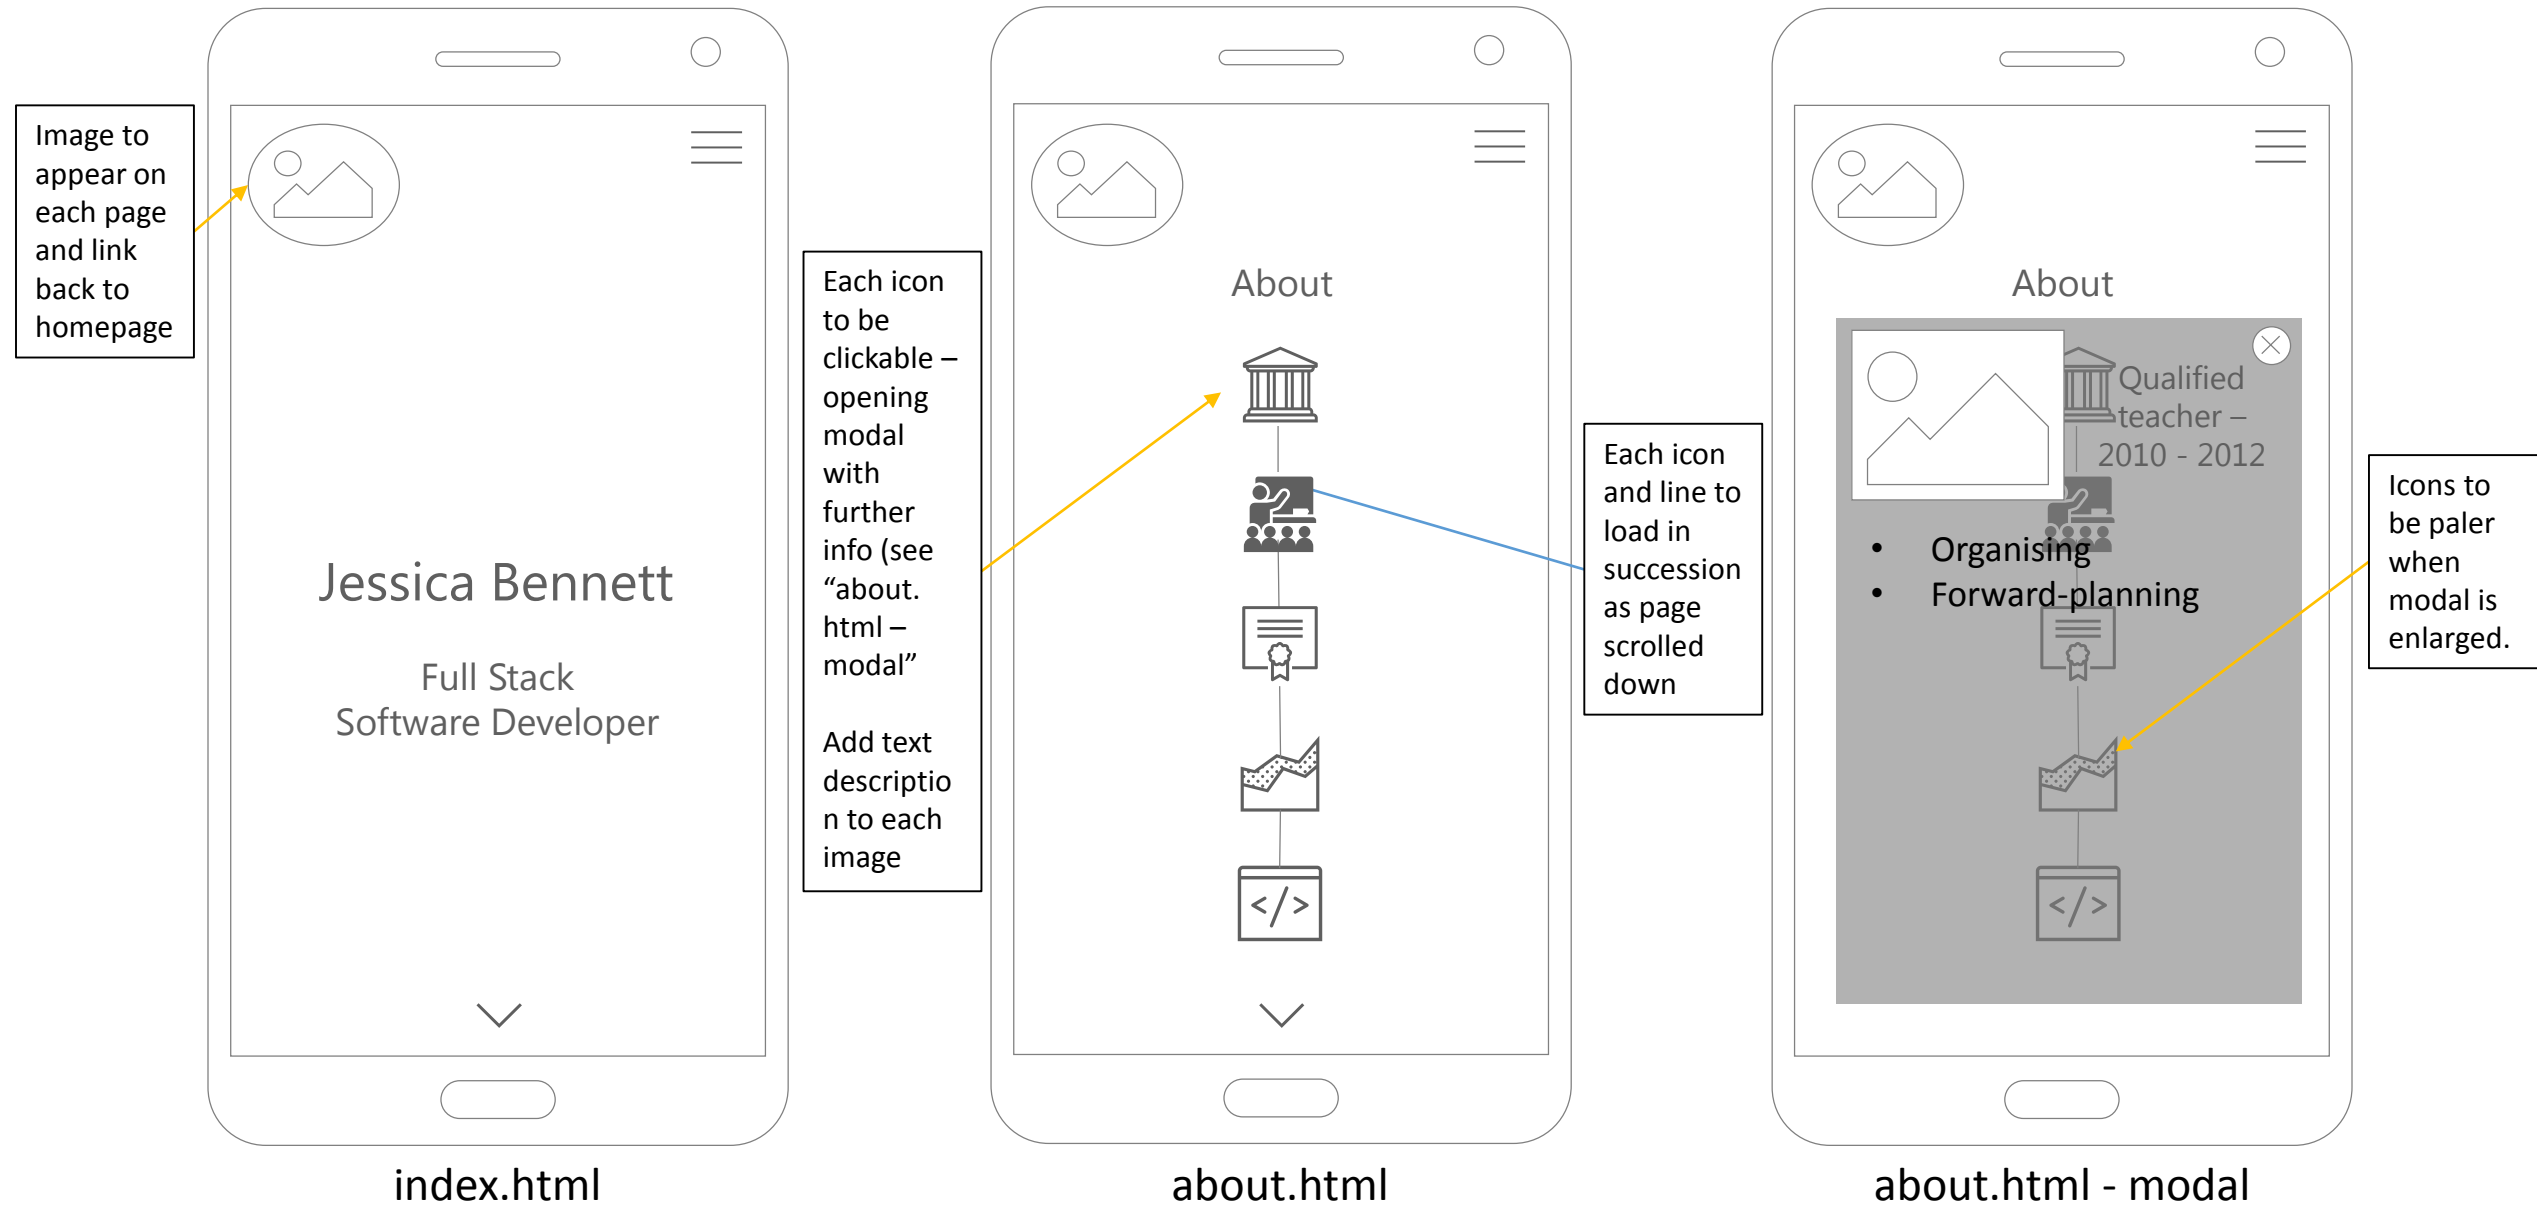 Image to
appear on
each page
and link
back to
homepage
Jessica Bennett
Full Stack
Software Developer
index.html
Each icon
to be
clickable –
opening
modal
with
further
info (see
“about.
html –
modal”
Add text
descriptio
n to each
image
About
</>
about.html
Each icon
and line to
load in
succession
as page
scrolled
down
About
Qualified
teacher –
2010 - 2012
• Organising
• Forward-planning
</>
about.html - modal
Icons to
be paler
when
modal is
enlarged.